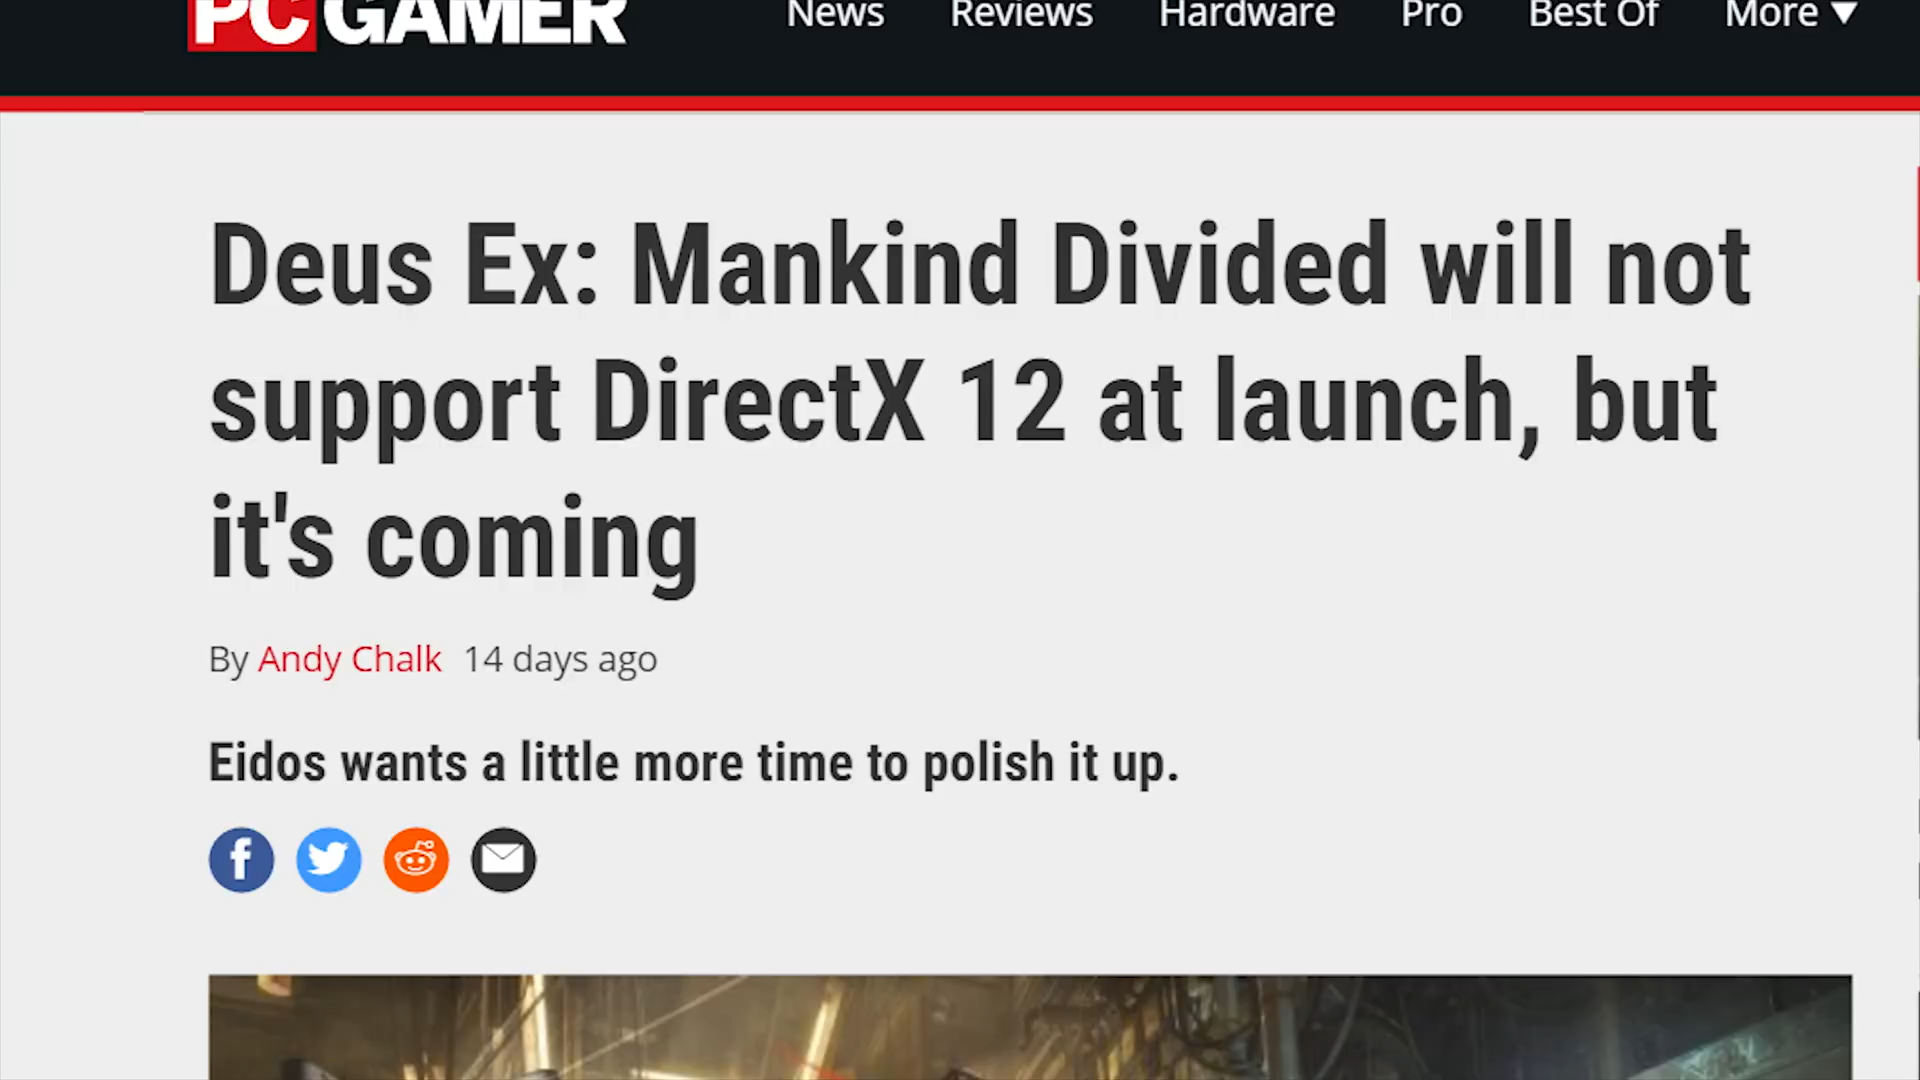 PC GAMER
News Reviews Hardware Pro Best Of More ▼
Deus Ex: Mankind Divided will not
support DirectX 12 at launch, but
it's coming
By Andy Chalk 14 days ago
Eidos wants a little more time to polish it up.